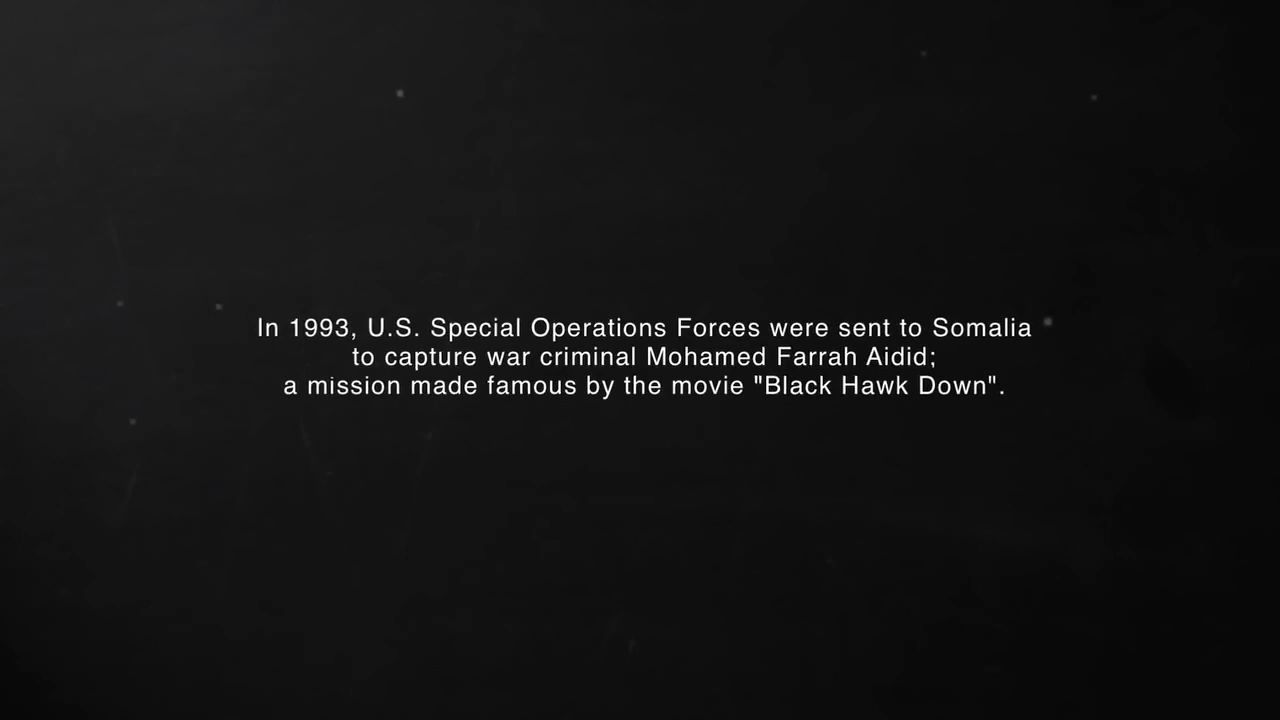 In 1993, U.S. Special Operations Forces were sent to Somalia
to capture war criminal Mohamed Farrah Aidid;
a mission made famous by the movie "Black Hawk Down".